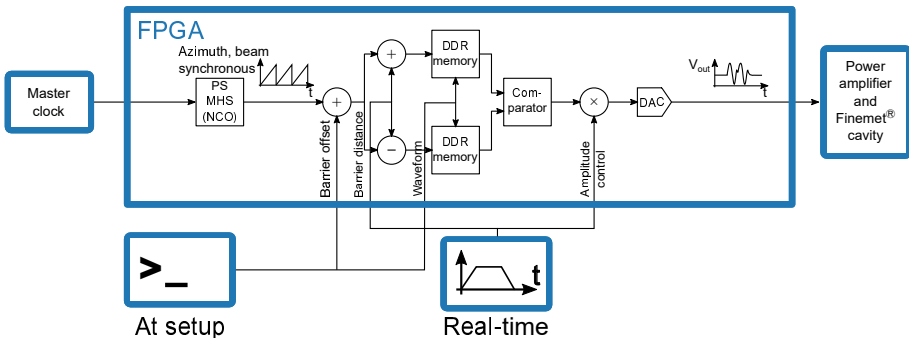 FPGA
Azimuth, beam
synchronous
t
Master
clock
PS
MHS
(NCO)
+
+
−
DDR
memory
DDR
memory
Com-
parator
×
DAC
Vout
t
Power
amplifier
and
Finemet®
cavity
Barrier offset
Barrier distance
Waveform
Amplitude
control
>_
At setup
t
Real-time